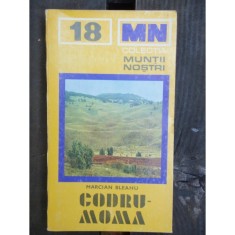 18 MN
COLECȚIA
MUNȚII
NOȘTRI
MARCIAN BLEAHU
CODRU-
MOMA